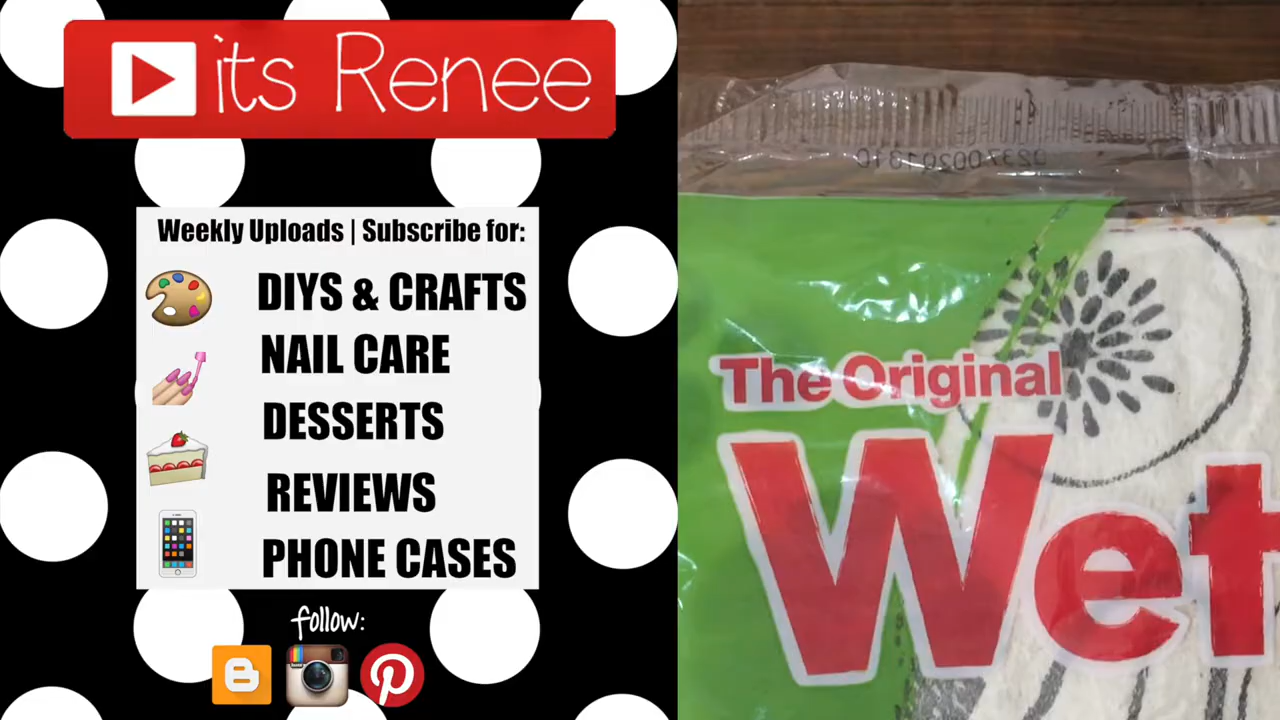 its Renee
Weekly Uploads | Subscribe for:
DIYS & CRAFTS
NAIL CARE
DESSERTS
REVIEWS
PHONE CASES
follow:
The Original
Wet